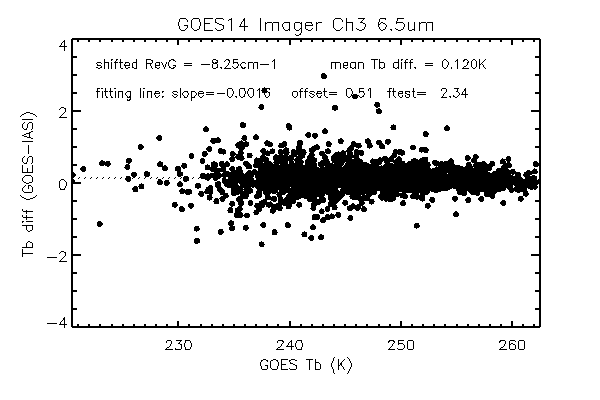 GOES14 Imager Ch3 6.5um
shifted RevG = −8.25cm−1 mean Tb diff. = 0.120K
fitting line: slope=−0.0016 offset= 0.51 ftest= 2.34
4
2
0
−2
−4
Tb diff (GOES−IASI)
230 240 250 260
GOES Tb (K)